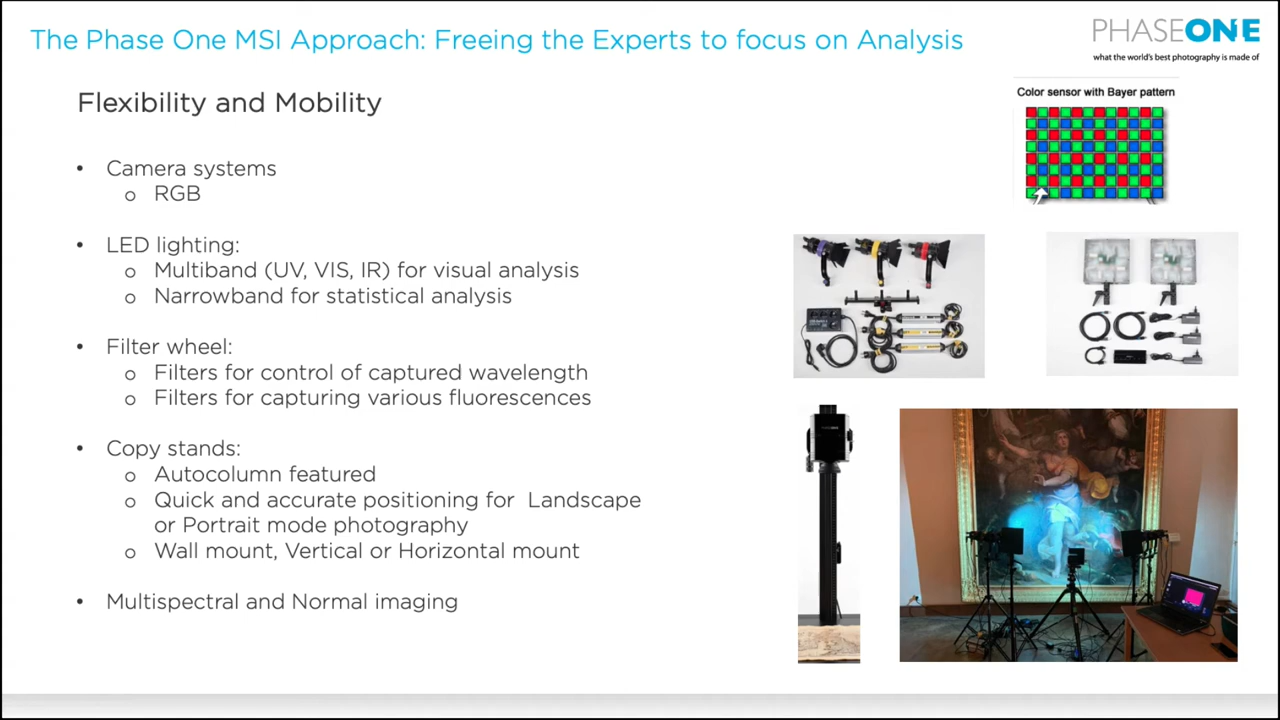 The Phase One MSI Approach: Freeing the Experts to focus on Analysis
PHASEONE
what the world's best photography is made of
Flexibility and Mobility
Color sensor with Bayer pattern
• Camera systems
o RGB
• LED lighting:
o Multiband (UV, VIS, IR) for visual analysis
o Narrowband for statistical analysis
• Filter wheel:
o Filters for control of captured wavelength
o Filters for capturing various fluorescences
• Copy stands:
o Autocolumn featured
o Quick and accurate positioning for  Landscape
or Portrait mode photography
o Wall mount, Vertical or Horizontal mount
• Multispectral and Normal imaging